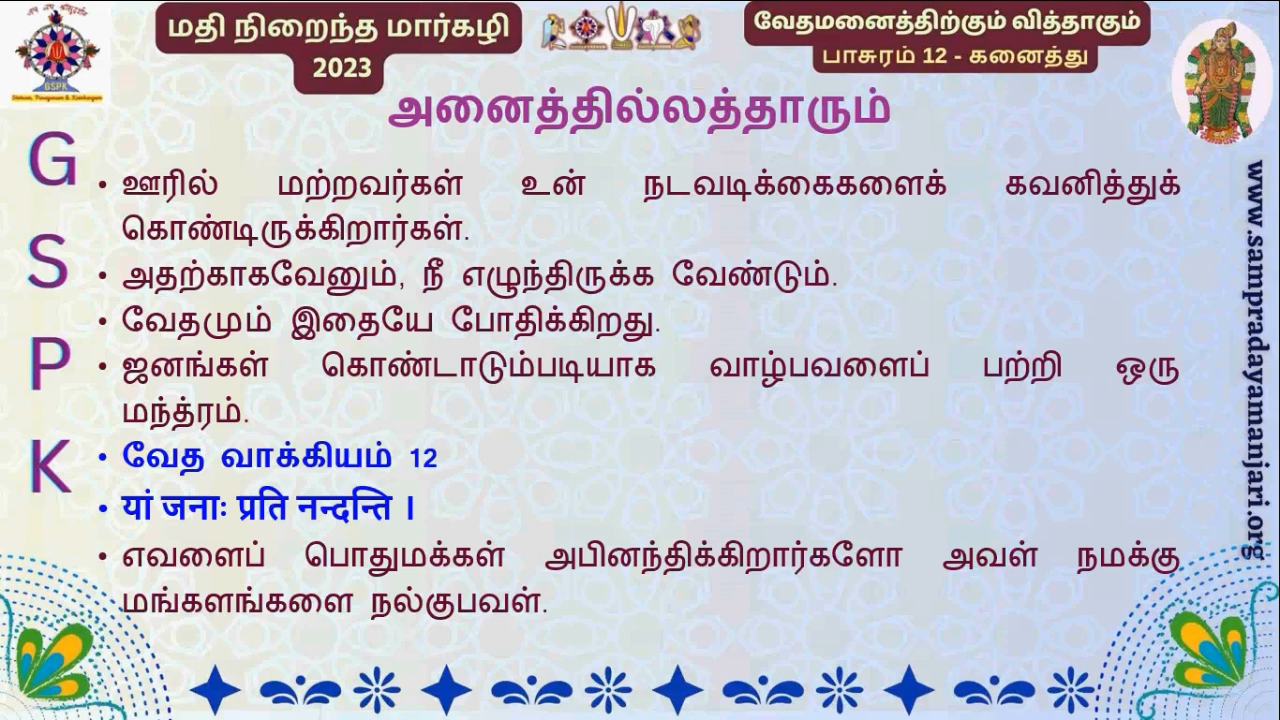 மதி நிறைந்த மார்கழி
2023
வேதமனைத்திற்கும் வித்தாகும்
பாசுரம் 12 - கனைத்து
BSPK
அனைத்தில்லத்தாரும்
G
S
P
K
• ஊரில் மற்றவர்கள் உன் நடவடிக்கைகளைக் கவனித்துக்
கொண்டிருக்கிறார்கள்.
• அதற்காகவேனும், நீ எழுந்திருக்க வேண்டும்.
• வேதமும் இதையே போதிக்கிறது.
• ஜனங்கள் கொண்டாடும்படியாக வாழ்பவளைப் பற்றி ஒரு
மந்த்ரம்.
• வேத வாக்கியம் 12
• यां जनाः प्रति नन्दन्ति ।
• எவளைப் பொதுமக்கள் அபினந்திக்கிறார்களோ அவள் நமக்கு
மங்களங்களை நல்குபவள்.
www.sampradayamanjari.org